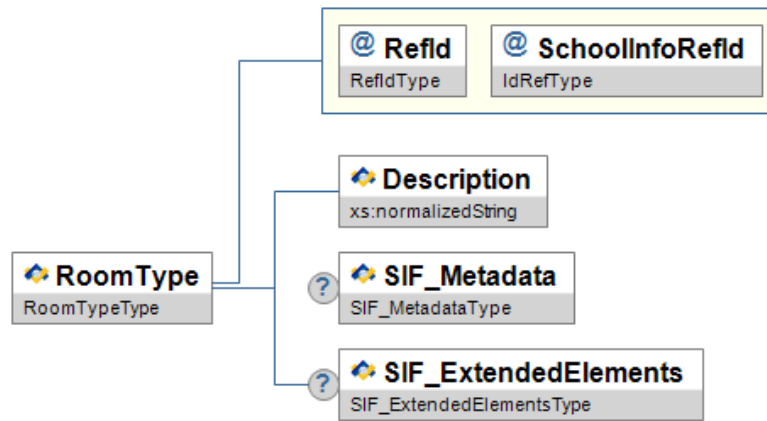 @ RefId
RefIdType
@ SchoolInfoRefId
IdRefType
Description
xs:normalizedString
RoomType
RoomTypeType
? SIF_Metadata
SIF_MetadataType
? SIF_ExtendedElements
SIF_ExtendedElementsType